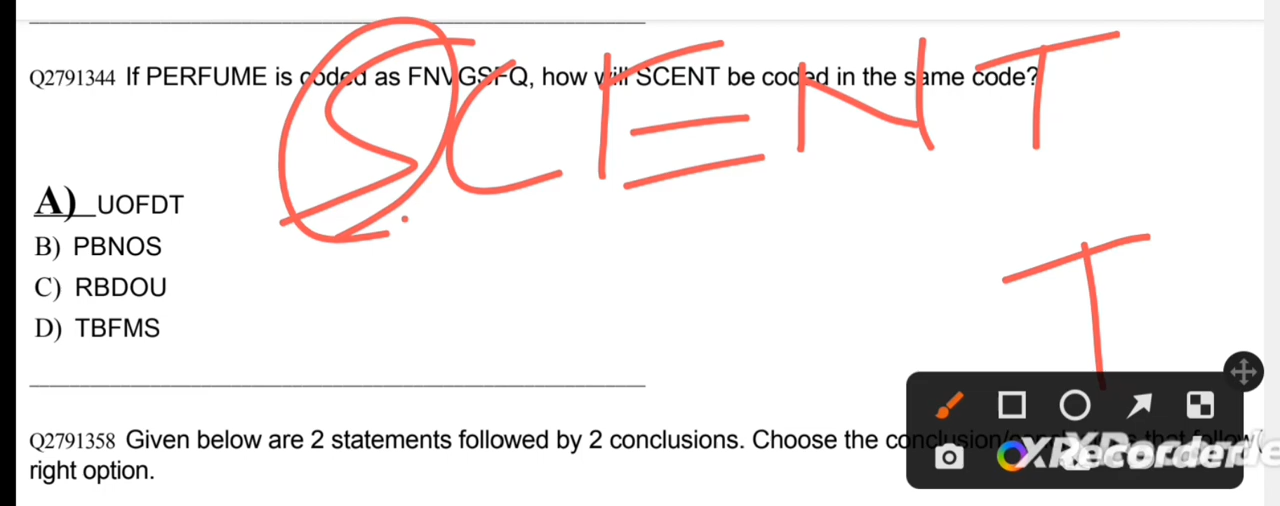 Q2791344 If PERFUME is coded as FNVGSFQ, how will SCENT be coded in the same code?
SCENT
A) UOFDT
B) PBNOS
C) RBDOU
D) TBFMS
T
Q2791358 Given below are 2 statements followed by 2 conclusions. Choose the
right option.
XRecorder